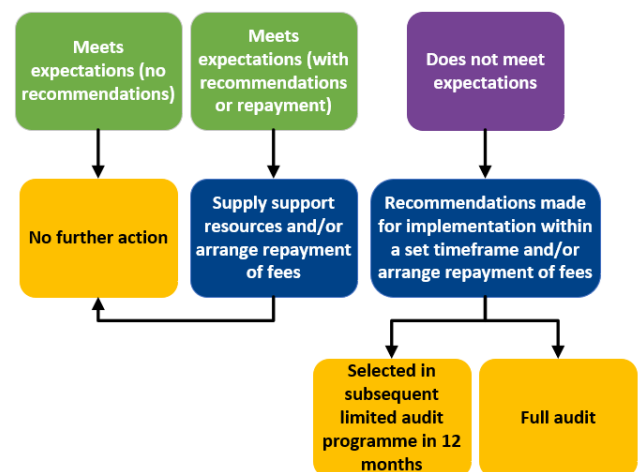 Meets
expectations (no
recommendations)
Meets
expectations (with
recommendations
or repayment)
Does not meet
expectations
No further action
Supply support
resources and/or
arrange repayment
of fees
Recommendations made
for implementation within
a set timeframe and/or
arrange repayment of fees
Selected in
subsequent
limited audit
programme in 12
months
Full audit